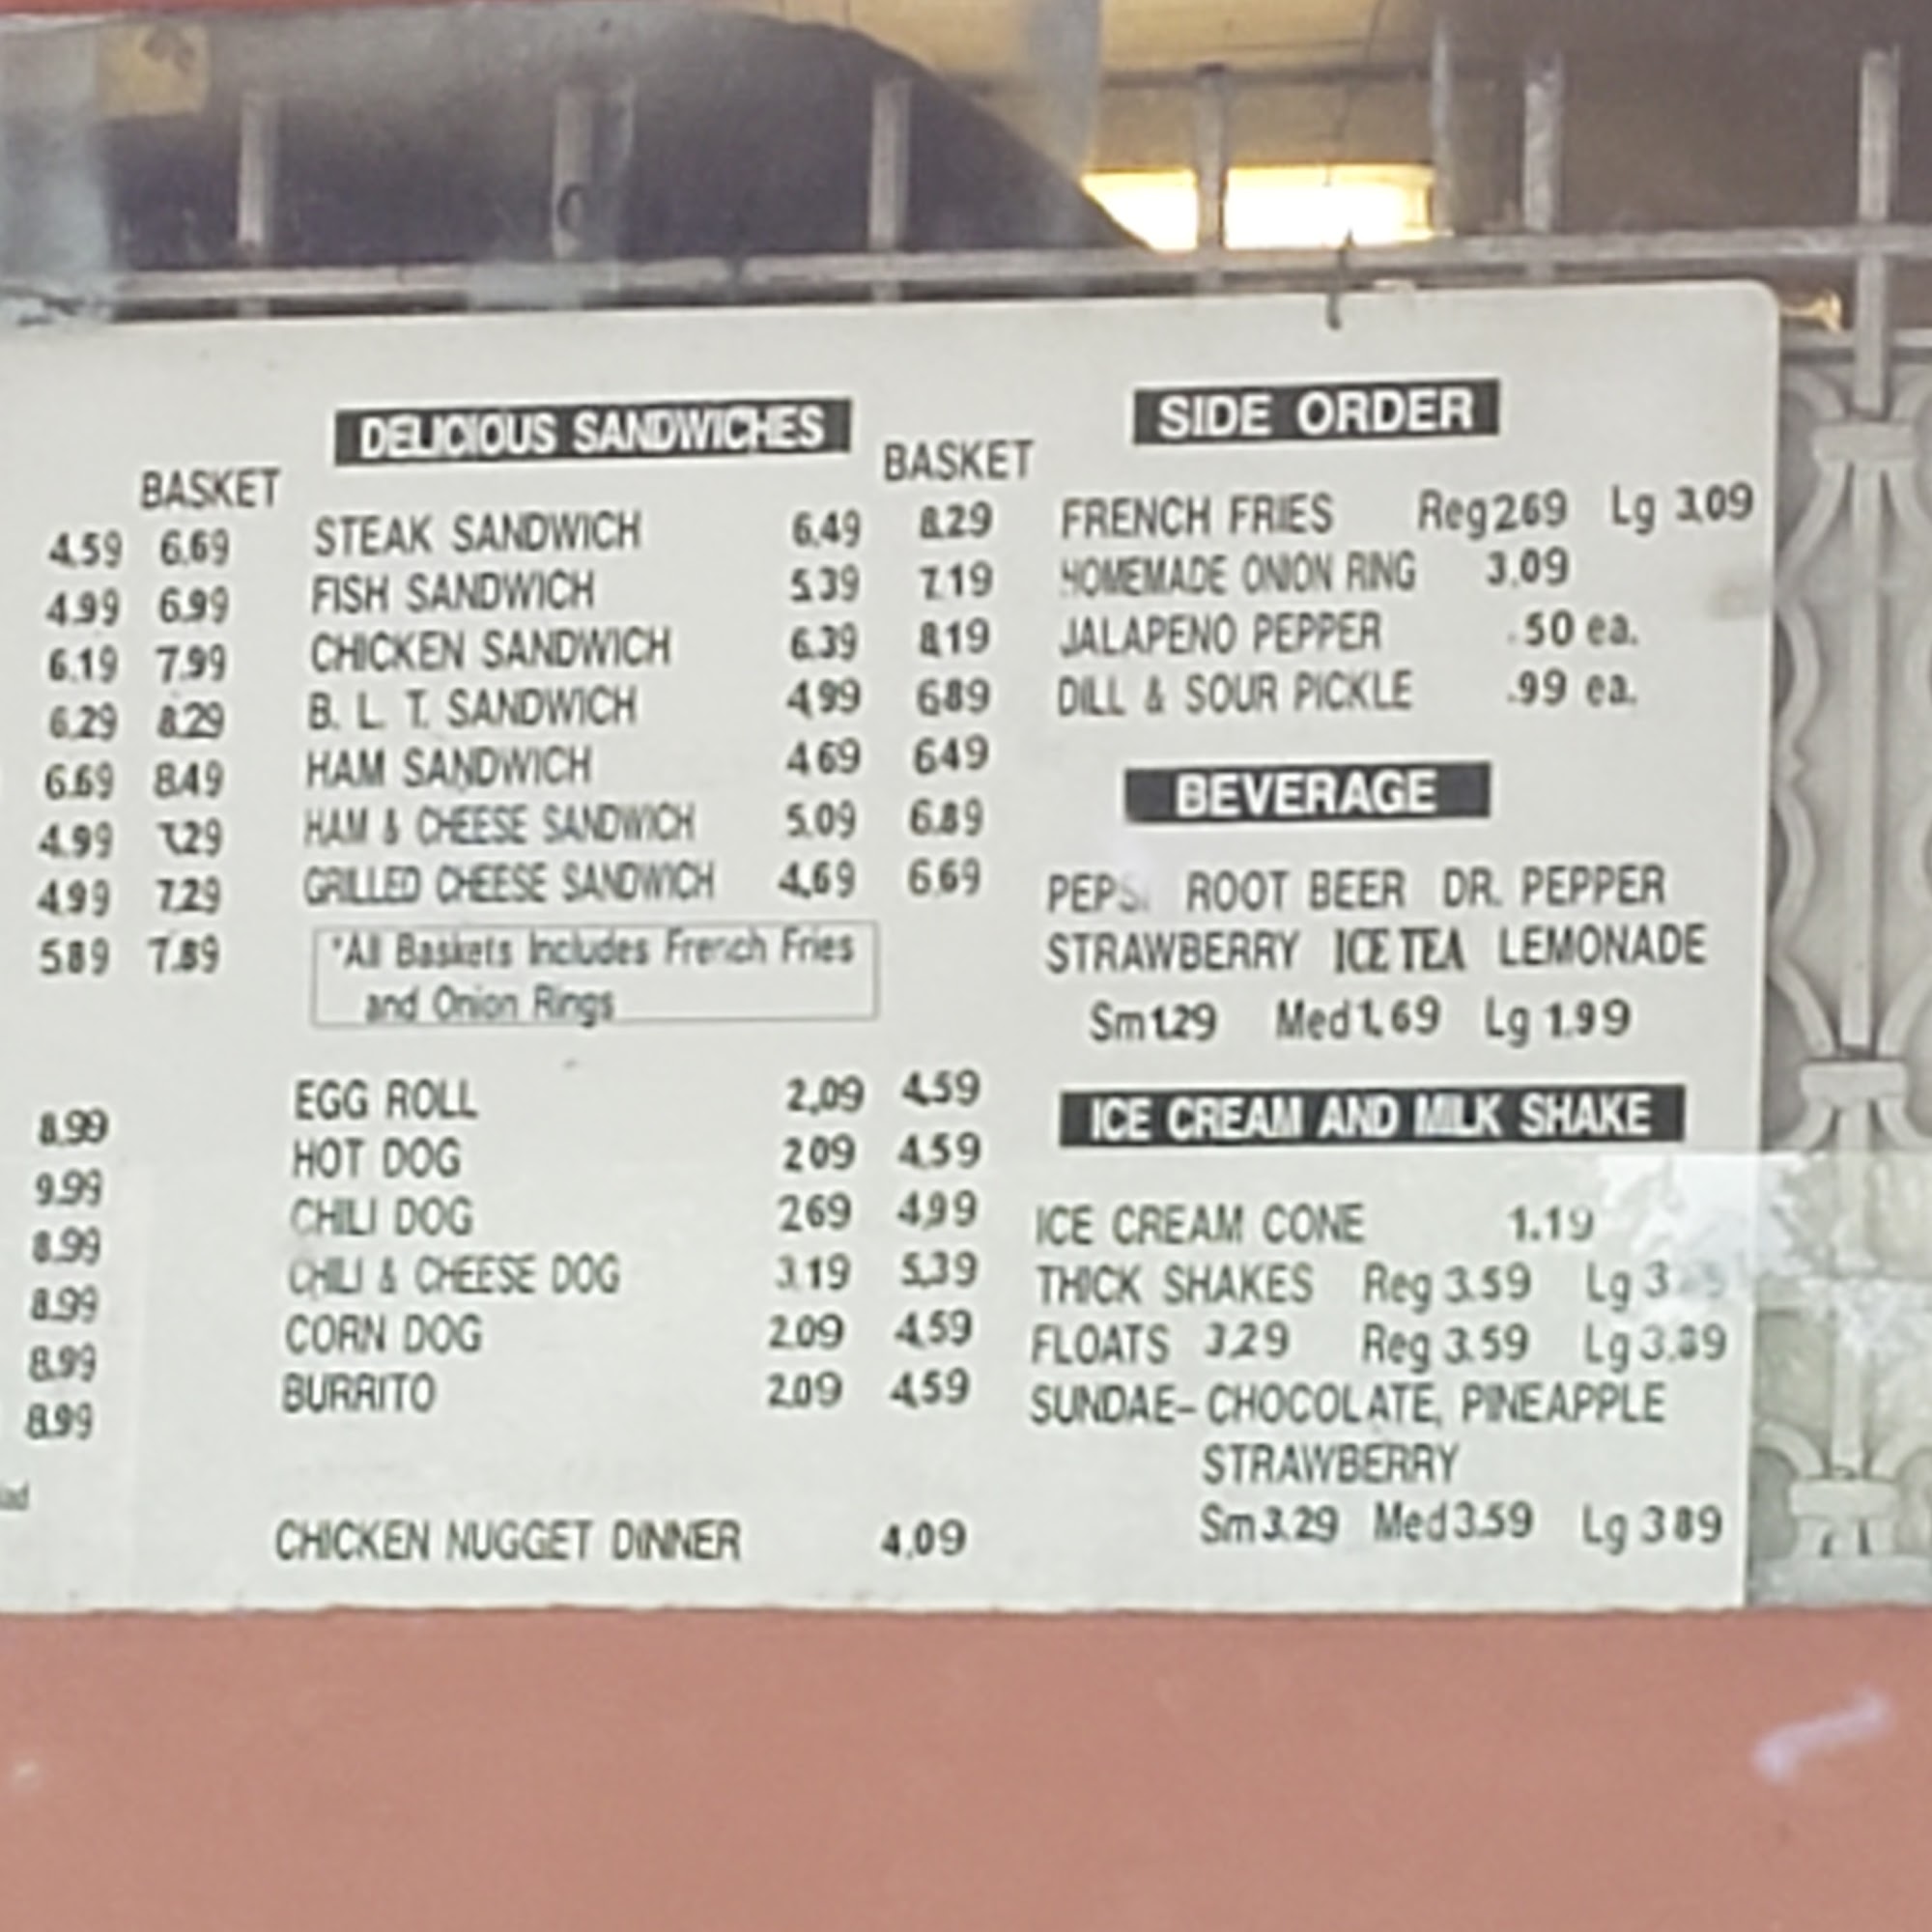 BASKET
4.59 6.69
4.99 6.99
6.19 7.99
6.29 8.29
6.69 8.49
4.99 7.29
4.99 7.29
5.89 7.89
8.99
9.99
8.99
8.99
8.99
8.99
DELICIOUS SANDWICHES
BASKET
STEAK SANDWICH 6.49 8.29
FISH SANDWICH 5.39 7.19
CHICKEN SANDWICH 6.39 8.19
B. L. T. SANDWICH 4.99 6.89
HAM SANDWICH 4.69 6.49
HAM & CHEESE SANDWICH 5.09 6.89
GRILLED CHEESE SANDWICH 4.69 6.69
*All Baskets Includes French Fries
and Onion Rings
EGG ROLL 2.09 4.59
HOT DOG 2.09 4.59
CHILI DOG 2.69 4.99
CHILI & CHEESE DOG 3.19 5.39
CORN DOG 2.09 4.59
BURRITO 2.09 4.59
CHICKEN NUGGET DINNER 4.09
SIDE ORDER
FRENCH FRIES Reg 2.69 Lg 3.09
HOMEMADE ONION RING 3.09
JALAPENO PEPPER .50 ea.
DILL & SOUR PICKLE .99 ea.
BEVERAGE
PEPSI ROOT BEER DR. PEPPER
STRAWBERRY ICE TEA LEMONADE
Sm 1.29 Med 1.69 Lg 1.99
ICE CREAM AND MILK SHAKE
ICE CREAM CONE 1.19
THICK SHAKES Reg 3.59 Lg
FLOATS 3.29 Reg 3.59 Lg 3.89
SUNDAE- CHOCOLATE, PINEAPPLE
STRAWBERRY
Sm 3.29 Med 3.59 Lg 3.89